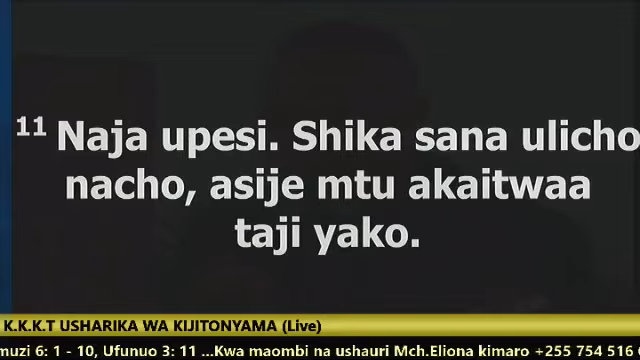 11 Naja upesi. Shika sana ulicho
nacho, asije mtu akaitwaa
taji yako.
K.K.K.T USHARIKA WA KIJITONYAMA (Live)
muzi 6: 1 - 10, Ufunuo 3: 11 ...Kwa maombi na ushauri Mch.Eliona kimaro +255 754 516